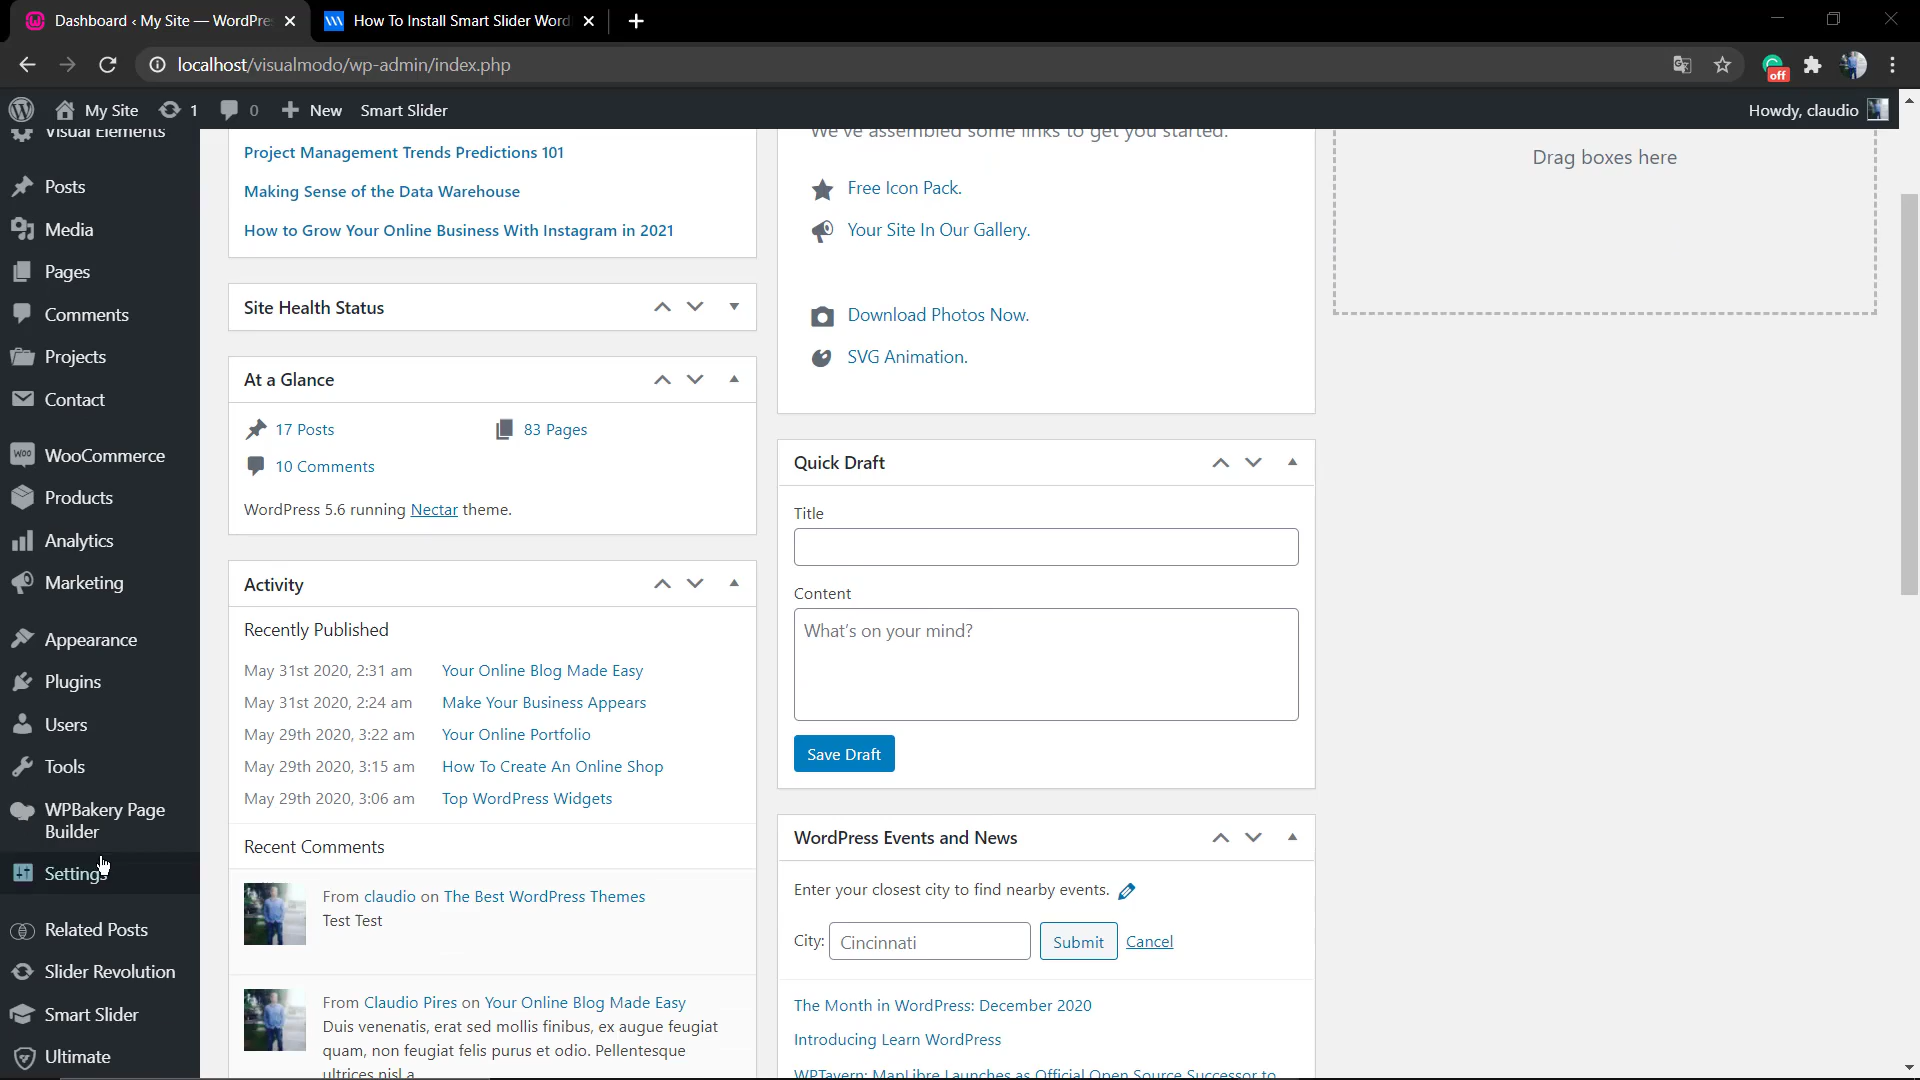 Dashboard ‹ My Site — WordPre
How To Install Smart Slider Word
localhost/visualmodo/wp-admin/index.php
off
My Site
1
0
New
Smart Slider
Howdy, claudio
Visual Elements
Posts
Media
Pages
Comments
Projects
Contact
WooCommerce
Products
Analytics
Marketing
Appearance
Plugins
Users
Tools
WPBakery Page
Builder
Settings
Related Posts
Slider Revolution
Smart Slider
Ultimate
Project Management Trends Predictions 101
Making Sense of the Data Warehouse
How to Grow Your Online Business With Instagram in 2021
Site Health Status
At a Glance
17 Posts
83 Pages
10 Comments
WordPress 5.6 running Nectar theme.
Activity
Recently Published
May 31st 2020, 2:31 am Your Online Blog Made Easy
May 31st 2020, 2:24 am Make Your Business Appears
May 29th 2020, 3:22 am Your Online Portfolio
May 29th 2020, 3:15 am How To Create An Online Shop
May 29th 2020, 3:06 am Top WordPress Widgets
Recent Comments
From claudio on The Best WordPress Themes
Test Test
From Claudio Pires on Your Online Blog Made Easy
Duis venenatis, erat sed mollis finibus, ex augue feugiat
quam, non feugiat felis purus et odio. Pellentesque
ultrices nisl a
We've assembled some links to get you started.
Free Icon Pack.
Your Site In Our Gallery.
Download Photos Now.
SVG Animation.
Quick Draft
Title
Content
What's on your mind?
Save Draft
WordPress Events and News
Enter your closest city to find nearby events.
City: Cincinnati Submit Cancel
The Month in WordPress: December 2020
Introducing Learn WordPress
WPTavern: MapLibre Launches as Official Open Source Successor to
Drag boxes here